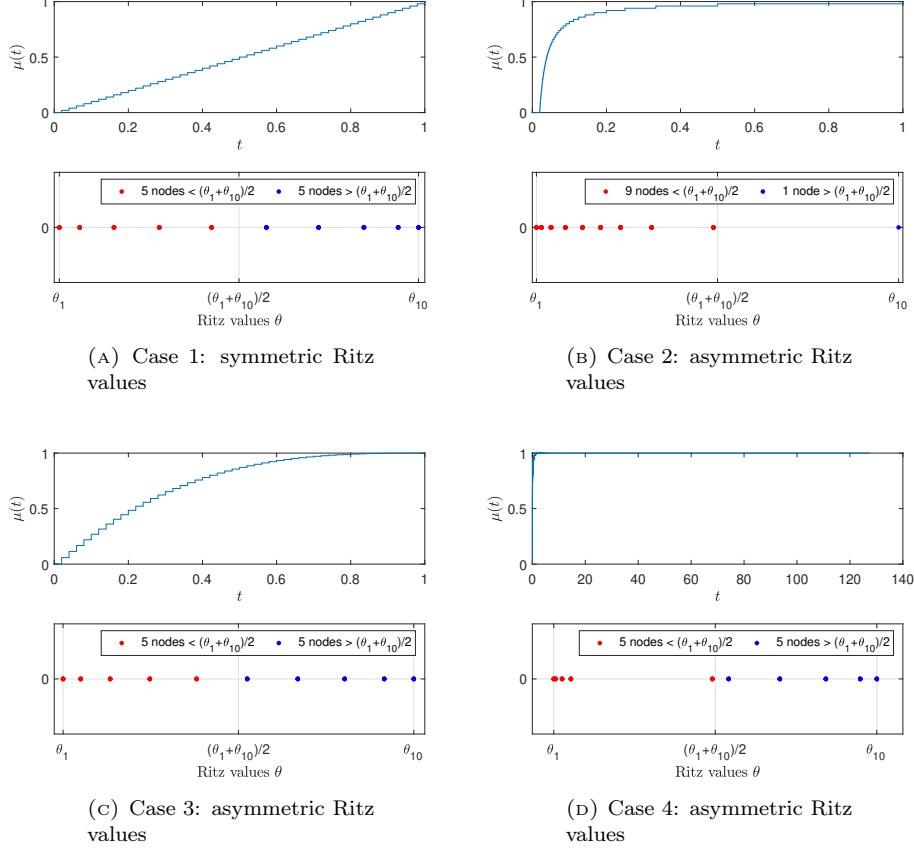 1
0.5
0
μ(t)
0 0.2 0.4 0.6 0.8 1
t
5 nodes < (θ₁+θ₁₀)/2 5 nodes > (θ₁+θ₁₀)/2
0
θ₁ (θ₁+θ₁₀)/2 θ₁₀
Ritz values θ
(A) Case 1: symmetric Ritz
values
1
0.5
0
μ(t)
0 0.2 0.4 0.6 0.8 1
t
9 nodes < (θ₁+θ₁₀)/2 1 node > (θ₁+θ₁₀)/2
0
θ₁ (θ₁+θ₁₀)/2 θ₁₀
Ritz values θ
(B) Case 2: asymmetric Ritz
values
1
0.5
0
μ(t)
0 0.2 0.4 0.6 0.8 1
t
5 nodes < (θ₁+θ₁₀)/2 5 nodes > (θ₁+θ₁₀)/2
0
θ₁ (θ₁+θ₁₀)/2 θ₁₀
Ritz values θ
(C) Case 3: asymmetric Ritz
values
1
0.5
0
μ(t)
0 20 40 60 80 100 120 140
t
5 nodes < (θ₁+θ₁₀)/2 5 nodes > (θ₁+θ₁₀)/2
0
θ₁ (θ₁+θ₁₀)/2 θ₁₀
Ritz values θ
(D) Case 4: asymmetric Ritz
values